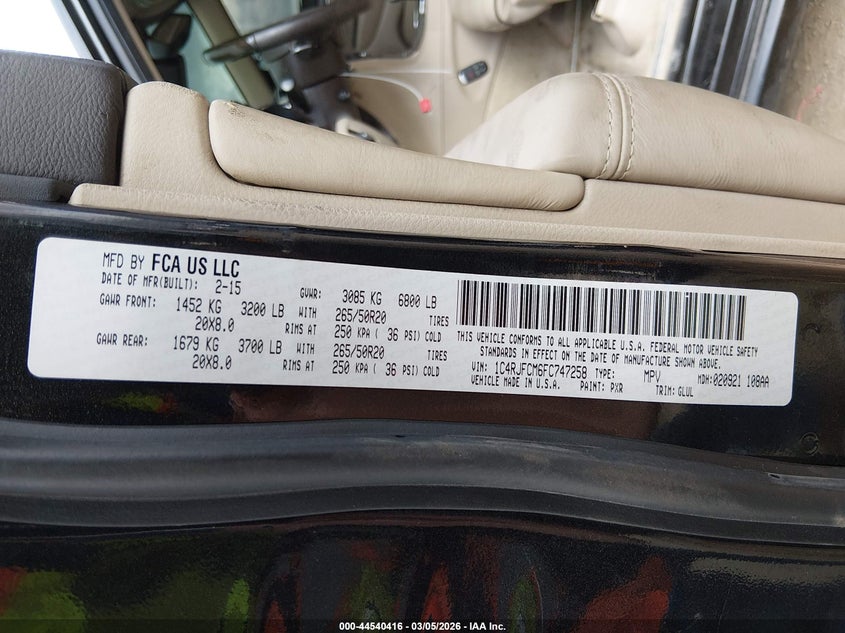 MFD BY FCA US LLC
DATE OF MFR(BUILT): 2-15 GVWR: 3085 KG 6800 LB
GAWR FRONT: 1452 KG 3200 LB WITH 265/50R20 TIRES
20X8.0 RIMS AT 250 KPA ( 36 PSI) COLD
GAWR REAR: 1679 KG 3700 LB WITH 265/50R20 TIRES
20X8.0 RIMS AT 250 KPA ( 36 PSI) COLD
THIS VEHICLE CONFORMS TO ALL APPLICABLE U.S.A. FEDERAL MOTOR VEHICLE SAFETY
STANDARDS IN EFFECT ON THE DATE OF MANUFACTURE SHOWN ABOVE.
VIN: 1C4RJFCM6FC747258 TYPE: MPV MDH:020921 108AA
VEHICLE MADE IN U.S.A. PAINT: PXR TRIM: GLUL
000-44540416 - 03/05/2026 - IAA Inc.